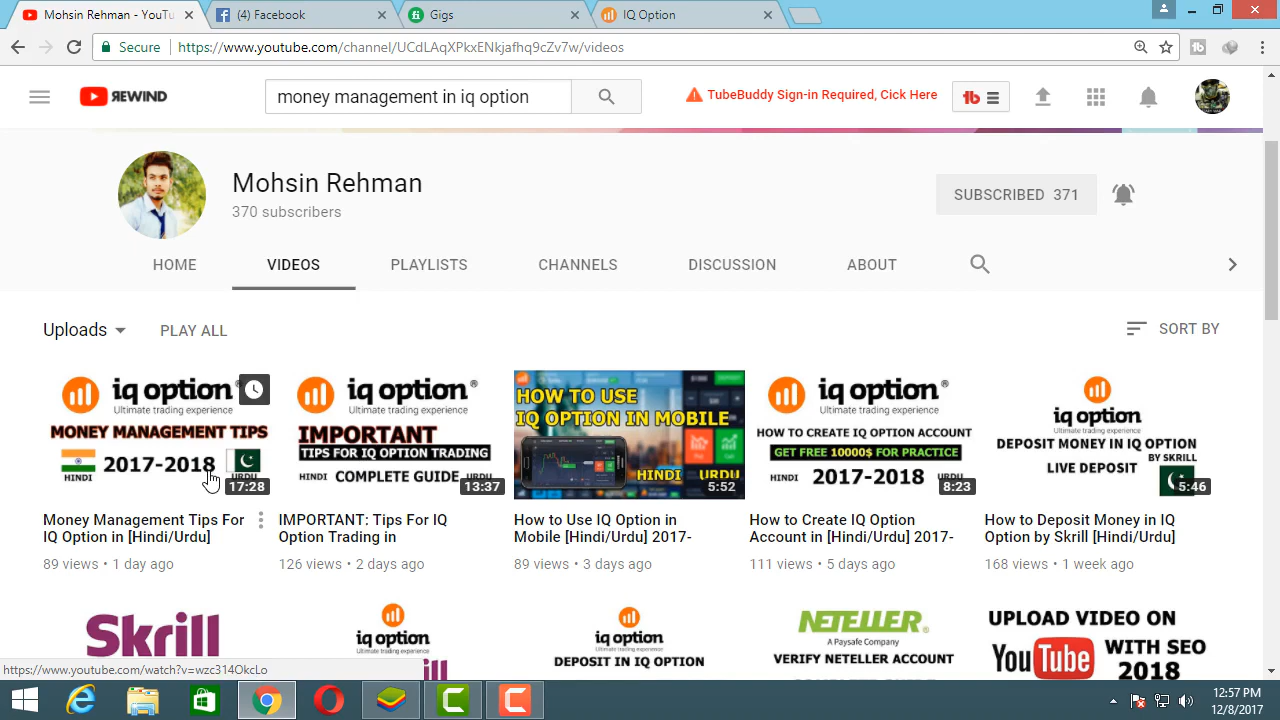 Mohsin Rehman - YouTu
(4) Facebook
Gigs
IQ Option
Secure
https://www.youtube.com/channel/UCdLAqXPkxENkjafhq9cZv7w/videos
REWIND
money management in iq option
TubeBuddy Sign-in Required, Cick Here
tb
Mohsin Rehman
370 subscribers
SUBSCRIBED 371
HOME VIDEOS PLAYLISTS CHANNELS DISCUSSION ABOUT
Uploads
PLAY ALL
SORT BY
iq option®
Ultimate trading experience
MONEY MANAGEMENT TIPS
2017-2018
HINDI
URDU
17:28
iq option®
Ultimate trading experience
IMPORTANT
TIPS FOR IQ OPTION TRADING
HINDI COMPLETE GUIDE URDU
13:37
HOW TO USE
IQ OPTION IN MOBILE
HINDI URDU
5:52
iq option®
Ultimate trading experience
HOW TO CREATE IQ OPTION ACCOUNT
GET FREE 10000$ FOR PRACTICE
HINDI 2017-2018 URDU
8:23
iq option
Ultimate trading experience
DEPOSIT MONEY IN IQ OPTION
BY SKRILL
LIVE DEPOSIT
5:46
Money Management Tips For
IQ Option in [Hindi/Urdu]
89 views • 1 day ago
IMPORTANT: Tips For IQ
Option Trading in
126 views • 2 days ago
How to Use IQ Option in
Mobile [Hindi/Urdu] 2017-
89 views • 3 days ago
How to Create IQ Option
Account in [Hindi/Urdu] 2017-
111 views • 5 days ago
How to Deposit Money in IQ
Option by Skrill [Hindi/Urdu]
168 views • 1 week ago
Skrill
iq option
Ultimate trading experience
iq option
Ultimate trading experience
DEPOSIT IN IQ OPTION
NETELLER®
A Paysafe Company
VERIFY NETELLER ACCOUNT
UPLOAD VIDEO ON
YouTube WITH SEO
2018
https://www.youtube.com/watch?v=wzc314OkcLo
12:57 PM
12/8/2017